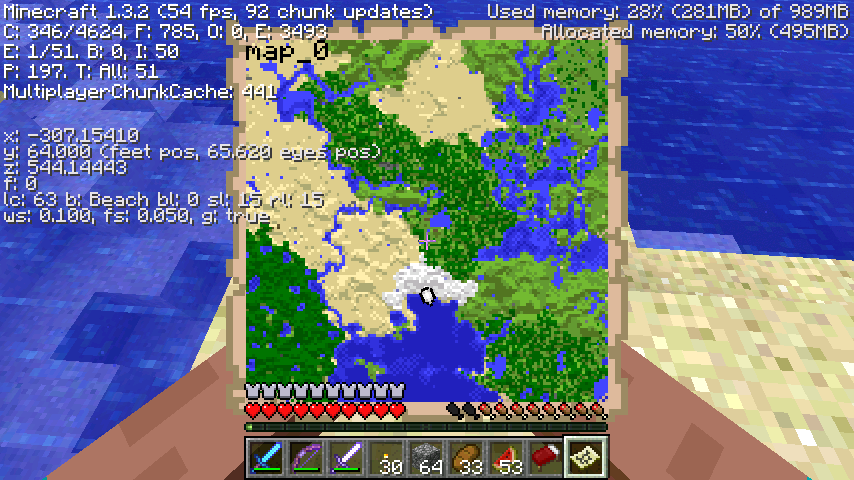 Minecraft 1.3.2 (54 fps, 92 chunk updates)
Used memory: 28% (281MB) of 989MB
C: 346/4624, F: 785, O: 0, E: 3493
Allocated memory: 50% (495MB)
E: 1/51. B: 0, I: 50
map_0
P: 197. T: All: 51
MultiplayerChunkCache: 441
x: -307.15410
y: 64.000 (feet pos, 65.620 eyes pos)
z: 544.14443
f: 0
lc: 63 b: Beach bl: 0 sl: 15 rl: 15
ws: 0.100, fs: 0.050, g: true
30 64 33 53